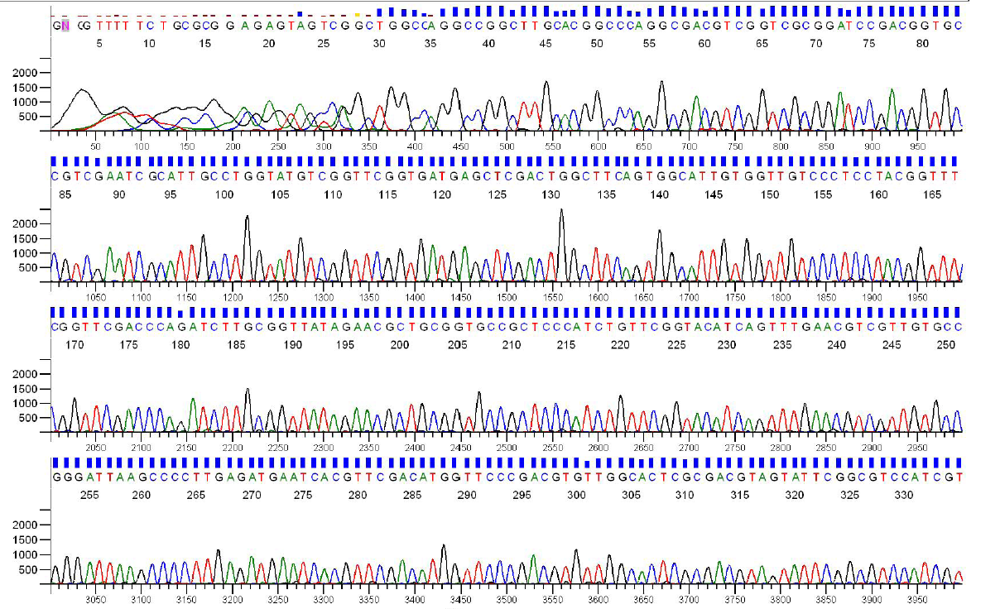 GN GGTTTTTCTGCGCGGAGAGTAGTCGGCTGGCCAGGCCGGCTTGCACGGCCCAGGCGACGTCGGTCGCGGATCCGACGGTGC
5 10 15 20 25 30 35 40 45 50 55 60 65 70 75 80
2000
1500
1000
500
50 100 150 200 250 300 350 400 450 500 550 600 650 700 750 800 850 900 950
CGTCGAATCGCATTGCCTGGTATGTCGGTTCGGTGATGAGCTCGACTGGCTTCAGTGGCATTGTGGTTGTCCCTCCTACGGTTT
85 90 95 100 105 110 115 120 125 130 135 140 145 150 155 160 165
2000
1500
1000
500
1050 1100 1150 1200 1250 1300 1350 1400 1450 1500 1550 1600 1650 1700 1750 1800 1850 1900 1950
CGGTTCGACCCAGATCTTGCGGTTATAGAACGCTGCGGTGCCGCTCCCATCTGTTCGGTACATCAGTTTGAACGTCGTTGTGCC
170 175 180 185 190 195 200 205 210 215 220 225 230 235 240 245 250
2000
1500
1000
500
2050 2100 2150 2200 2250 2300 2350 2400 2450 2500 2550 2600 2650 2700 2750 2800 2850 2900 2950
GGGATTAAGCCCCTTGAGATGAATCACGTTCGACATGGTTCCCGACGTGTTGGCACTCGCGACGTAGTATTCGGCGTCCATCGT
255 260 265 270 275 280 285 290 295 300 305 310 315 320 325 330
2000
1500
1000
500
3050 3100 3150 3200 3250 3300 3350 3400 3450 3500 3550 3600 3650 3700 3750 3800 3850 3900 3950